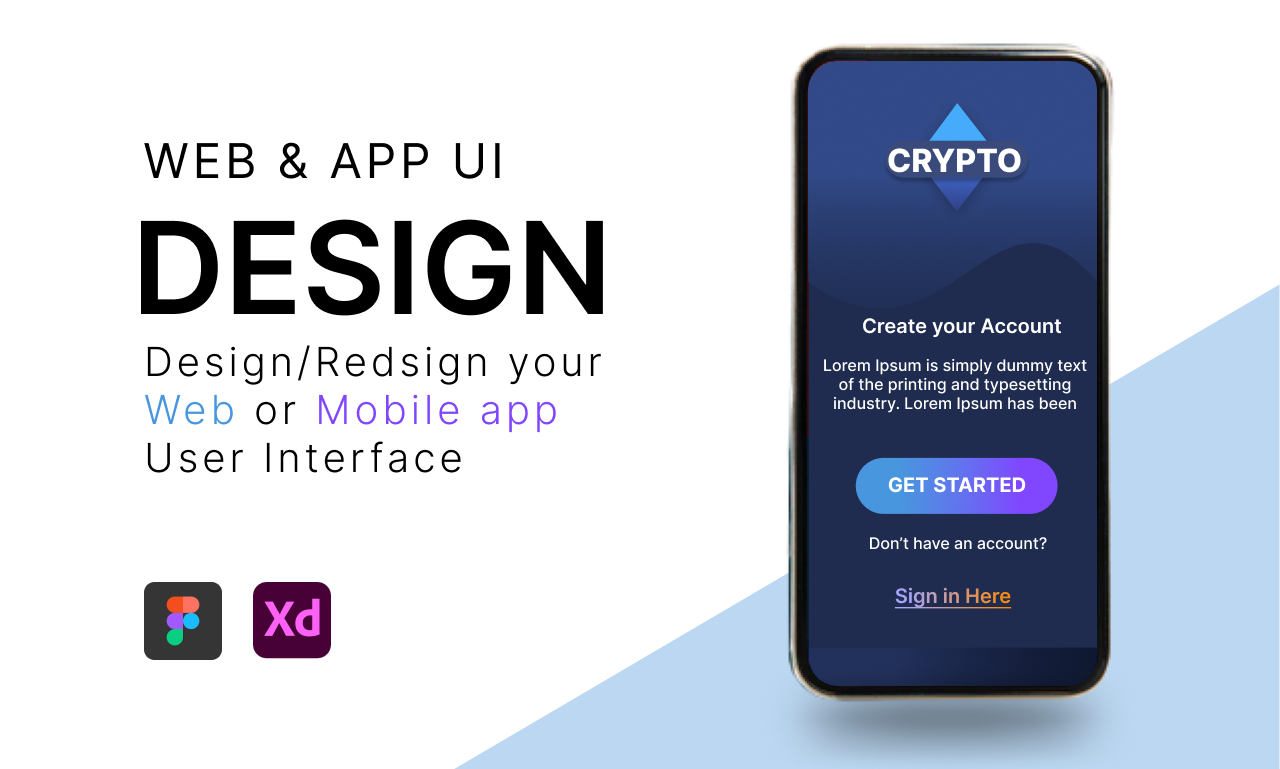 WEB & APP UI
DESIGN
Design/Redsign your
Web or Mobile app
User Interface
Xd
CRYPTO
Create your Account
Lorem Ipsum is simply dummy text
of the printing and typesetting
industry. Lorem Ipsum has been
GET STARTED
Don’t have an account?
Sign in Here